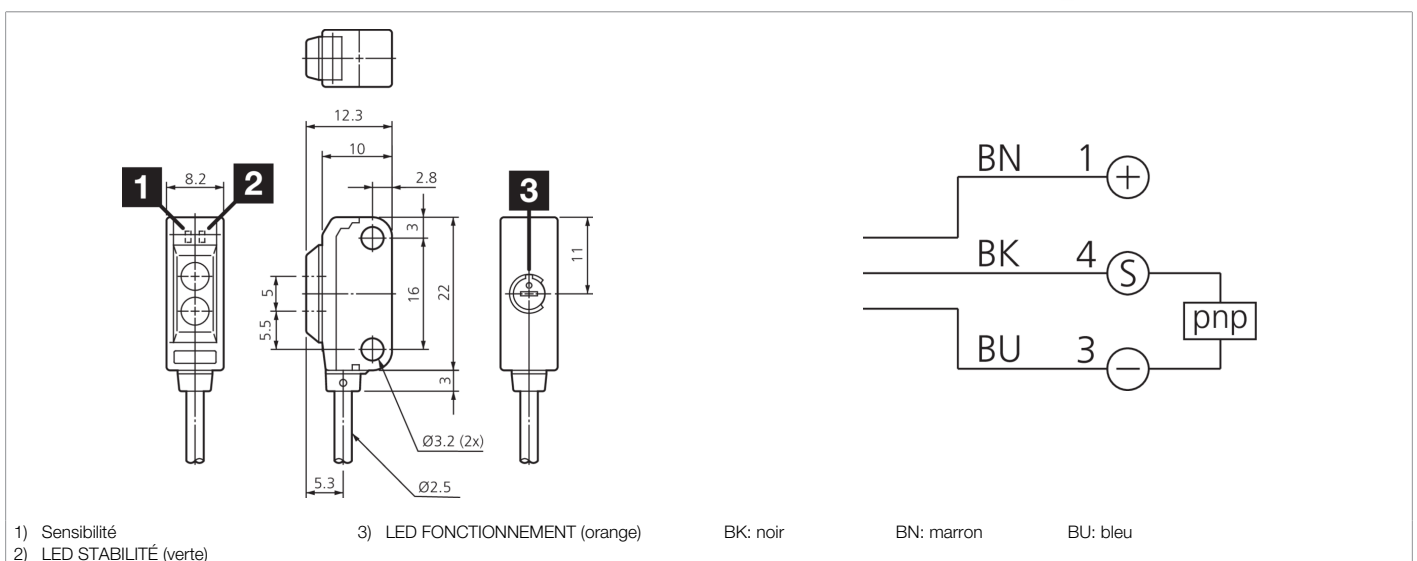 12.3
10
2.8
1
8.2
2
3
3
11
5
16
22
5.5
3
Ø3.2 (2x)
5.3
Ø2.5
BN 1 +
BK 4 S
pnp
BU 3 −
1) Sensibilité
3) LED FONCTIONNEMENT (orange)
BK: noir
BN: marron
BU: bleu
2) LED STABILITÉ (verte)